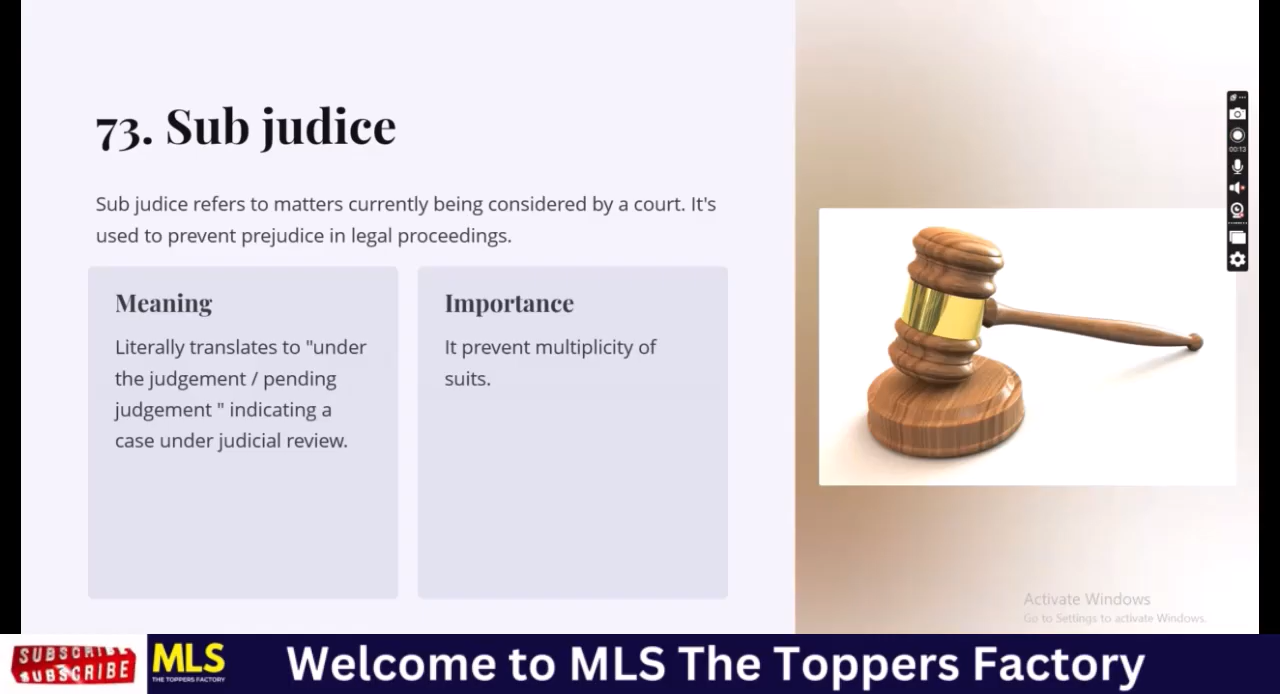 73. Sub judice
Sub judice refers to matters currently being considered by a court. It's
used to prevent prejudice in legal proceedings.
Meaning
Literally translates to "under
the judgement / pending
judgement " indicating a
case under judicial review.
Importance
It prevent multiplicity of
suits.
00:13
Activate Windows
Go to Settings to activate Windows.
SUBSCRIBE
SUBSCRIBE
MLS
THE TOPPERS FACTORY
Welcome to MLS The Toppers Factory